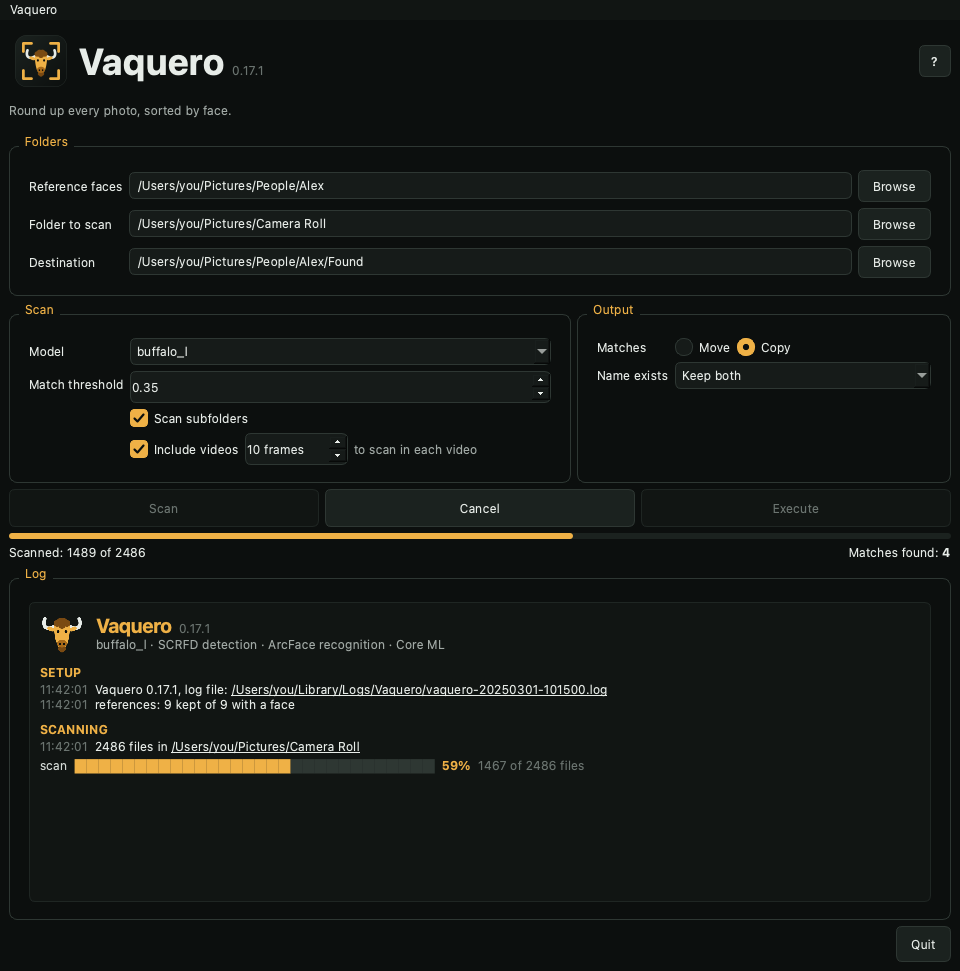 Vaquero
Vaquero 0.17.1
?
Round up every photo, sorted by face.
Folders
Reference faces /Users/you/Pictures/People/Alex Browse
Folder to scan /Users/you/Pictures/Camera Roll Browse
Destination /Users/you/Pictures/People/Alex/Found Browse
Scan
Model buffalo_l
Match threshold 0.35
Scan subfolders
Include videos 10 frames to scan in each video
Output
Matches Move Copy
Name exists Keep both
Scan Cancel Execute
Scanned: 1489 of 2486 Matches found: 4
Log
Vaquero 0.17.1
buffalo_l · SCRFD detection · ArcFace recognition · Core ML
SETUP
11:42:01 Vaquero 0.17.1, log file: /Users/you/Library/Logs/Vaquero/vaquero-20250301-101500.log
11:42:01 references: 9 kept of 9 with a face
SCANNING
11:42:01 2486 files in /Users/you/Pictures/Camera Roll
scan 59% 1467 of 2486 files
Quit